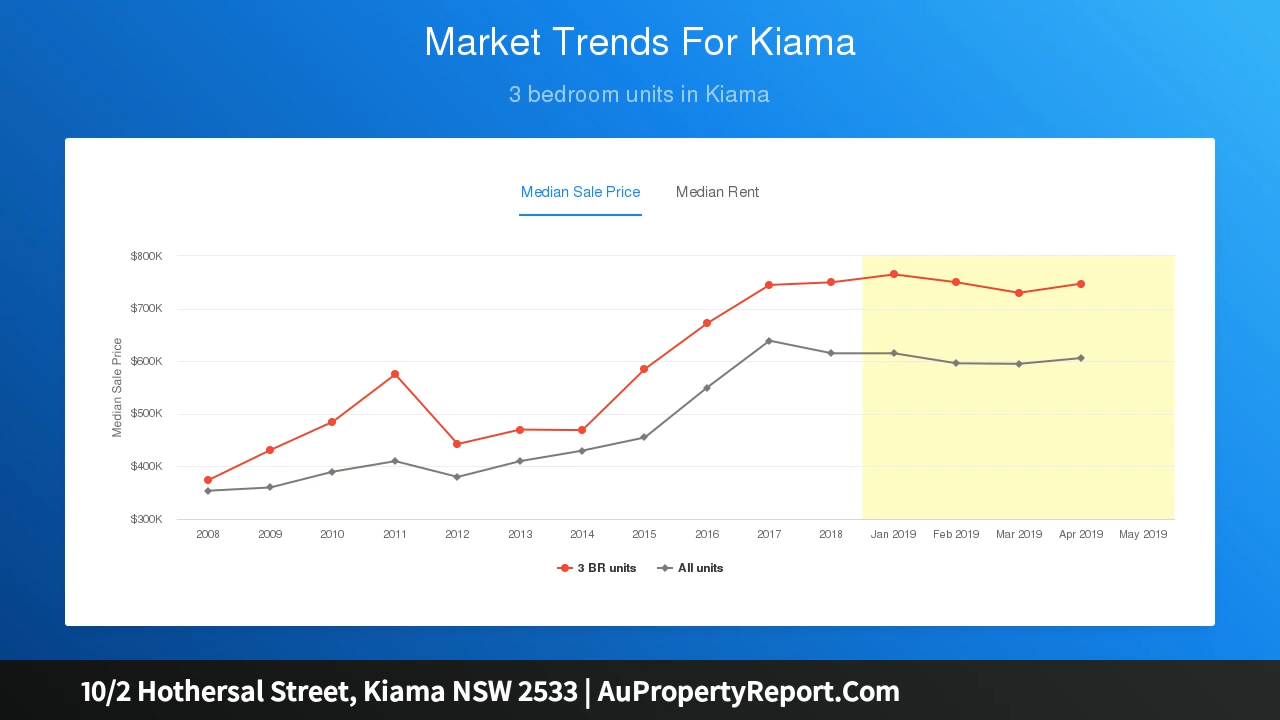 Market Trends For Kiama
3 bedroom units in Kiama
Median Sale Price Median Rent
Median Sale Price
$800K
$700K
$600K
$500K
$400K
$300K
2008 2009 2010 2011 2012 2013 2014 2015 2016 2017 2018 Jan 2019 Feb 2019 Mar 2019 Apr 2019 May 2019
3 BR units All units
10/2 Hothersal Street, Kiama NSW 2533 | AuPropertyReport.Com